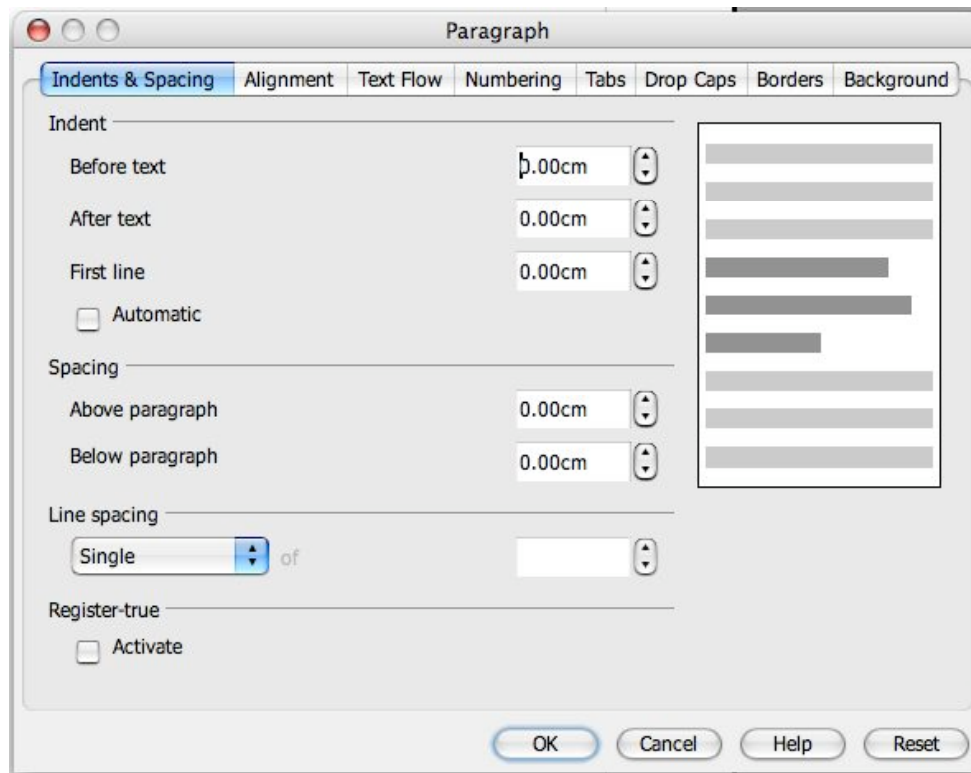 Paragraph
Indents & Spacing Alignment Text Flow Numbering Tabs Drop Caps Borders Background
Indent
Before text 0.00cm
After text 0.00cm
First line 0.00cm
Automatic
Spacing
Above paragraph 0.00cm
Below paragraph 0.00cm
Line spacing
Single of
Register-true
Activate
OK Cancel Help Reset